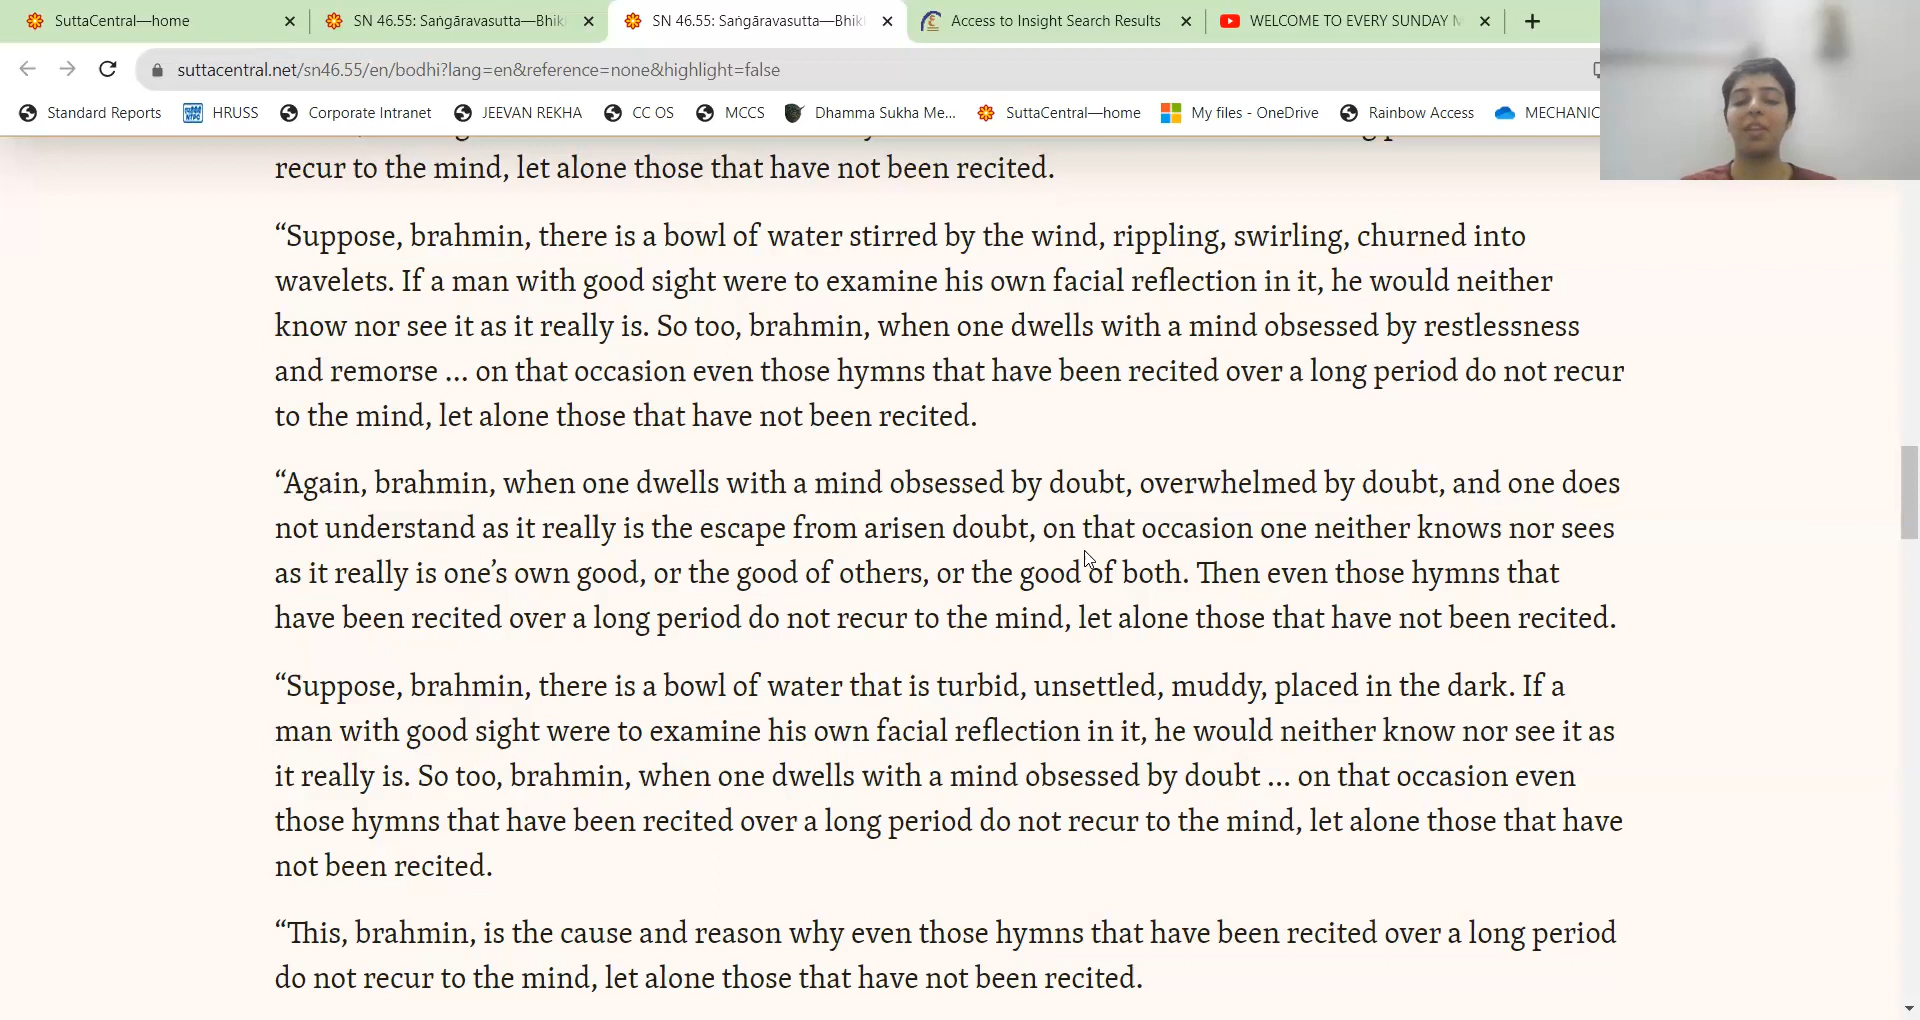 SuttaCentral—home
SN 46.55: Saṅgāravasutta—Bhik
SN 46.55: Saṅgāravasutta—Bhik
Access to Insight Search Results
WELCOME TO EVERY SUNDAY M
suttacentral.net/sn46.55/en/bodhi?lang=en&reference=none&highlight=false
Standard Reports HRUSS Corporate Intranet JEEVAN REKHA CC OS MCCS Dhamma Sukha Me... SuttaCentral—home My files - OneDrive Rainbow Access MECHANIC
recur to the mind, let alone those that have not been recited.
“Suppose, brahmin, there is a bowl of water stirred by the wind, rippling, swirling, churned into
wavelets. If a man with good sight were to examine his own facial reflection in it, he would neither
know nor see it as it really is. So too, brahmin, when one dwells with a mind obsessed by restlessness
and remorse … on that occasion even those hymns that have been recited over a long period do not recur
to the mind, let alone those that have not been recited.
“Again, brahmin, when one dwells with a mind obsessed by doubt, overwhelmed by doubt, and one does
not understand as it really is the escape from arisen doubt, on that occasion one neither knows nor sees
as it really is one’s own good, or the good of others, or the good of both. Then even those hymns that
have been recited over a long period do not recur to the mind, let alone those that have not been recited.
“Suppose, brahmin, there is a bowl of water that is turbid, unsettled, muddy, placed in the dark. If a
man with good sight were to examine his own facial reflection in it, he would neither know nor see it as
it really is. So too, brahmin, when one dwells with a mind obsessed by doubt … on that occasion even
those hymns that have been recited over a long period do not recur to the mind, let alone those that have
not been recited.
“This, brahmin, is the cause and reason why even those hymns that have been recited over a long period
do not recur to the mind, let alone those that have not been recited.